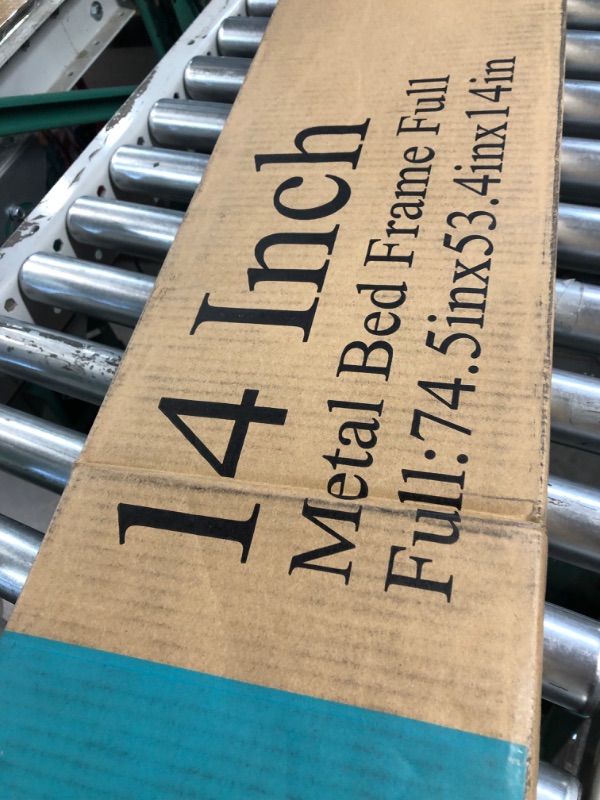 14 Inch
Metal Bed Frame Full
Full:74.5inx53.4inx14in